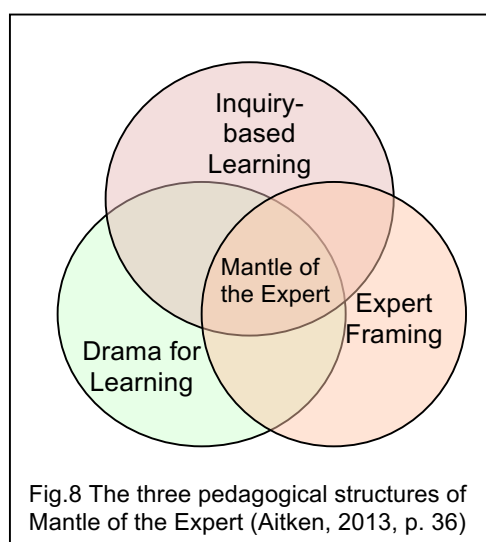 Inquiry-
based
Learning
Mantle of
the Expert
Expert
Framing
Drama for
Learning
Fig.8 The three pedagogical structures of
Mantle of the Expert (Aitken, 2013, p. 36)